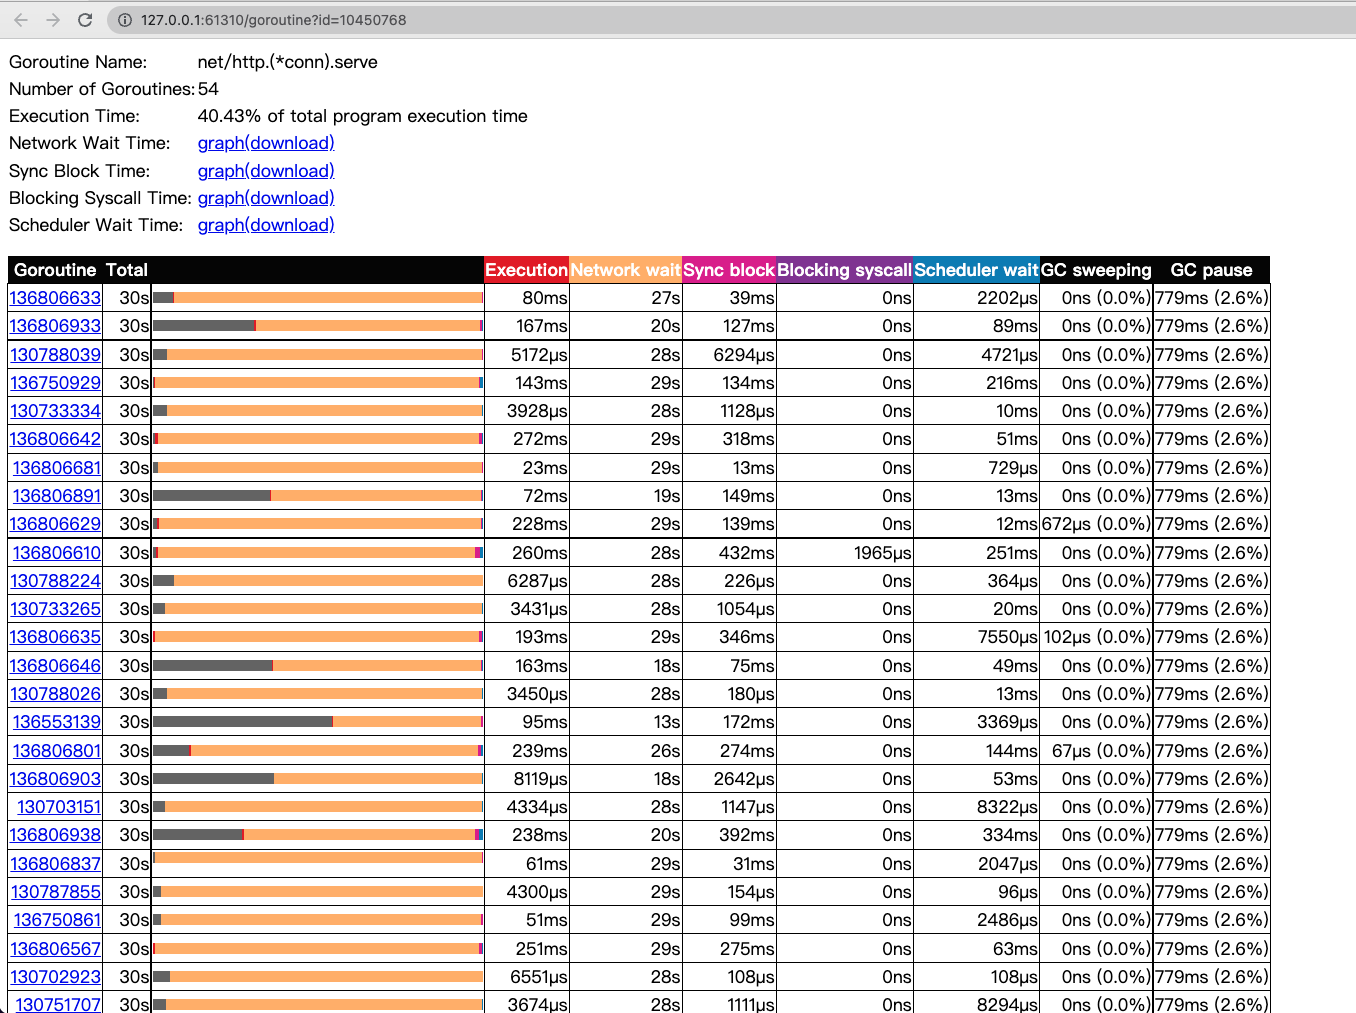 127.0.0.1:61310/goroutine?id=10450768
Goroutine Name: net/http.(*conn).serve
Number of Goroutines: 54
Execution Time: 40.43% of total program execution time
Network Wait Time: graph(download)
Sync Block Time: graph(download)
Blocking Syscall Time: graph(download)
Scheduler Wait Time: graph(download)
Goroutine Total Execution Network wait Sync block Blocking syscall Scheduler wait GC sweeping GC pause
136806633 30s 80ms 27s 39ms 0ns 2202µs 0ns (0.0%) 779ms (2.6%)
136806933 30s 167ms 20s 127ms 0ns 89ms 0ns (0.0%) 779ms (2.6%)
130788039 30s 5172µs 28s 6294µs 0ns 4721µs 0ns (0.0%) 779ms (2.6%)
136750929 30s 143ms 29s 134ms 0ns 216ms 0ns (0.0%) 779ms (2.6%)
130733334 30s 3928µs 28s 1128µs 0ns 10ms 0ns (0.0%) 779ms (2.6%)
136806642 30s 272ms 29s 318ms 0ns 51ms 0ns (0.0%) 779ms (2.6%)
136806681 30s 23ms 29s 13ms 0ns 729µs 0ns (0.0%) 779ms (2.6%)
136806891 30s 72ms 19s 149ms 0ns 13ms 0ns (0.0%) 779ms (2.6%)
136806629 30s 228ms 29s 139ms 0ns 12ms 672µs (0.0%) 779ms (2.6%)
136806610 30s 260ms 28s 432ms 1965µs 251ms 0ns (0.0%) 779ms (2.6%)
130788224 30s 6287µs 28s 226µs 0ns 364µs 0ns (0.0%) 779ms (2.6%)
130733265 30s 3431µs 28s 1054µs 0ns 20ms 0ns (0.0%) 779ms (2.6%)
136806635 30s 193ms 29s 346ms 0ns 7550µs 102µs (0.0%) 779ms (2.6%)
136806646 30s 163ms 18s 75ms 0ns 49ms 0ns (0.0%) 779ms (2.6%)
130788026 30s 3450µs 28s 180µs 0ns 13ms 0ns (0.0%) 779ms (2.6%)
136553139 30s 95ms 13s 172ms 0ns 3369µs 0ns (0.0%) 779ms (2.6%)
136806801 30s 239ms 26s 274ms 0ns 144ms 67µs (0.0%) 779ms (2.6%)
136806903 30s 8119µs 18s 2642µs 0ns 53ms 0ns (0.0%) 779ms (2.6%)
130703151 30s 4334µs 28s 1147µs 0ns 8322µs 0ns (0.0%) 779ms (2.6%)
136806938 30s 238ms 20s 392ms 0ns 334ms 0ns (0.0%) 779ms (2.6%)
136806837 30s 61ms 29s 31ms 0ns 2047µs 0ns (0.0%) 779ms (2.6%)
130787855 30s 4300µs 29s 154µs 0ns 96µs 0ns (0.0%) 779ms (2.6%)
136750861 30s 51ms 29s 99ms 0ns 2486µs 0ns (0.0%) 779ms (2.6%)
136806567 30s 251ms 29s 275ms 0ns 63ms 0ns (0.0%) 779ms (2.6%)
130702923 30s 6551µs 28s 108µs 0ns 108µs 0ns (0.0%) 779ms (2.6%)
130751707 30s 3674µs 28s 1111µs 0ns 8294µs 0ns (0.0%) 779ms (2.6%)